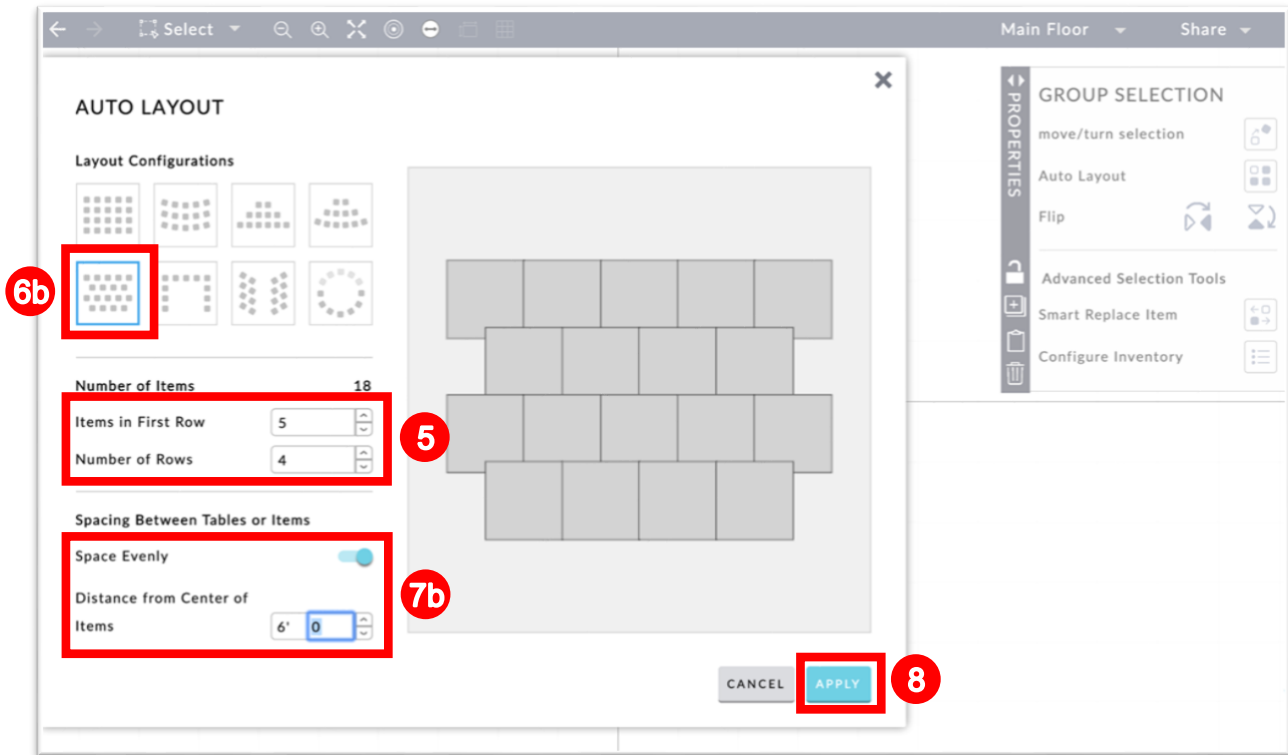 Select
Main Floor
Share
AUTO LAYOUT
Layout Configurations
6b
Number of Items 18
Items in First Row 5
Number of Rows 4
5
Spacing Between Tables or Items
Space Evenly
Distance from Center of
Items 6' 0
7b
CANCEL
APPLY
8
PROPERTIES
GROUP SELECTION
move/turn selection
Auto Layout
Flip
Advanced Selection Tools
Smart Replace Item
Configure Inventory